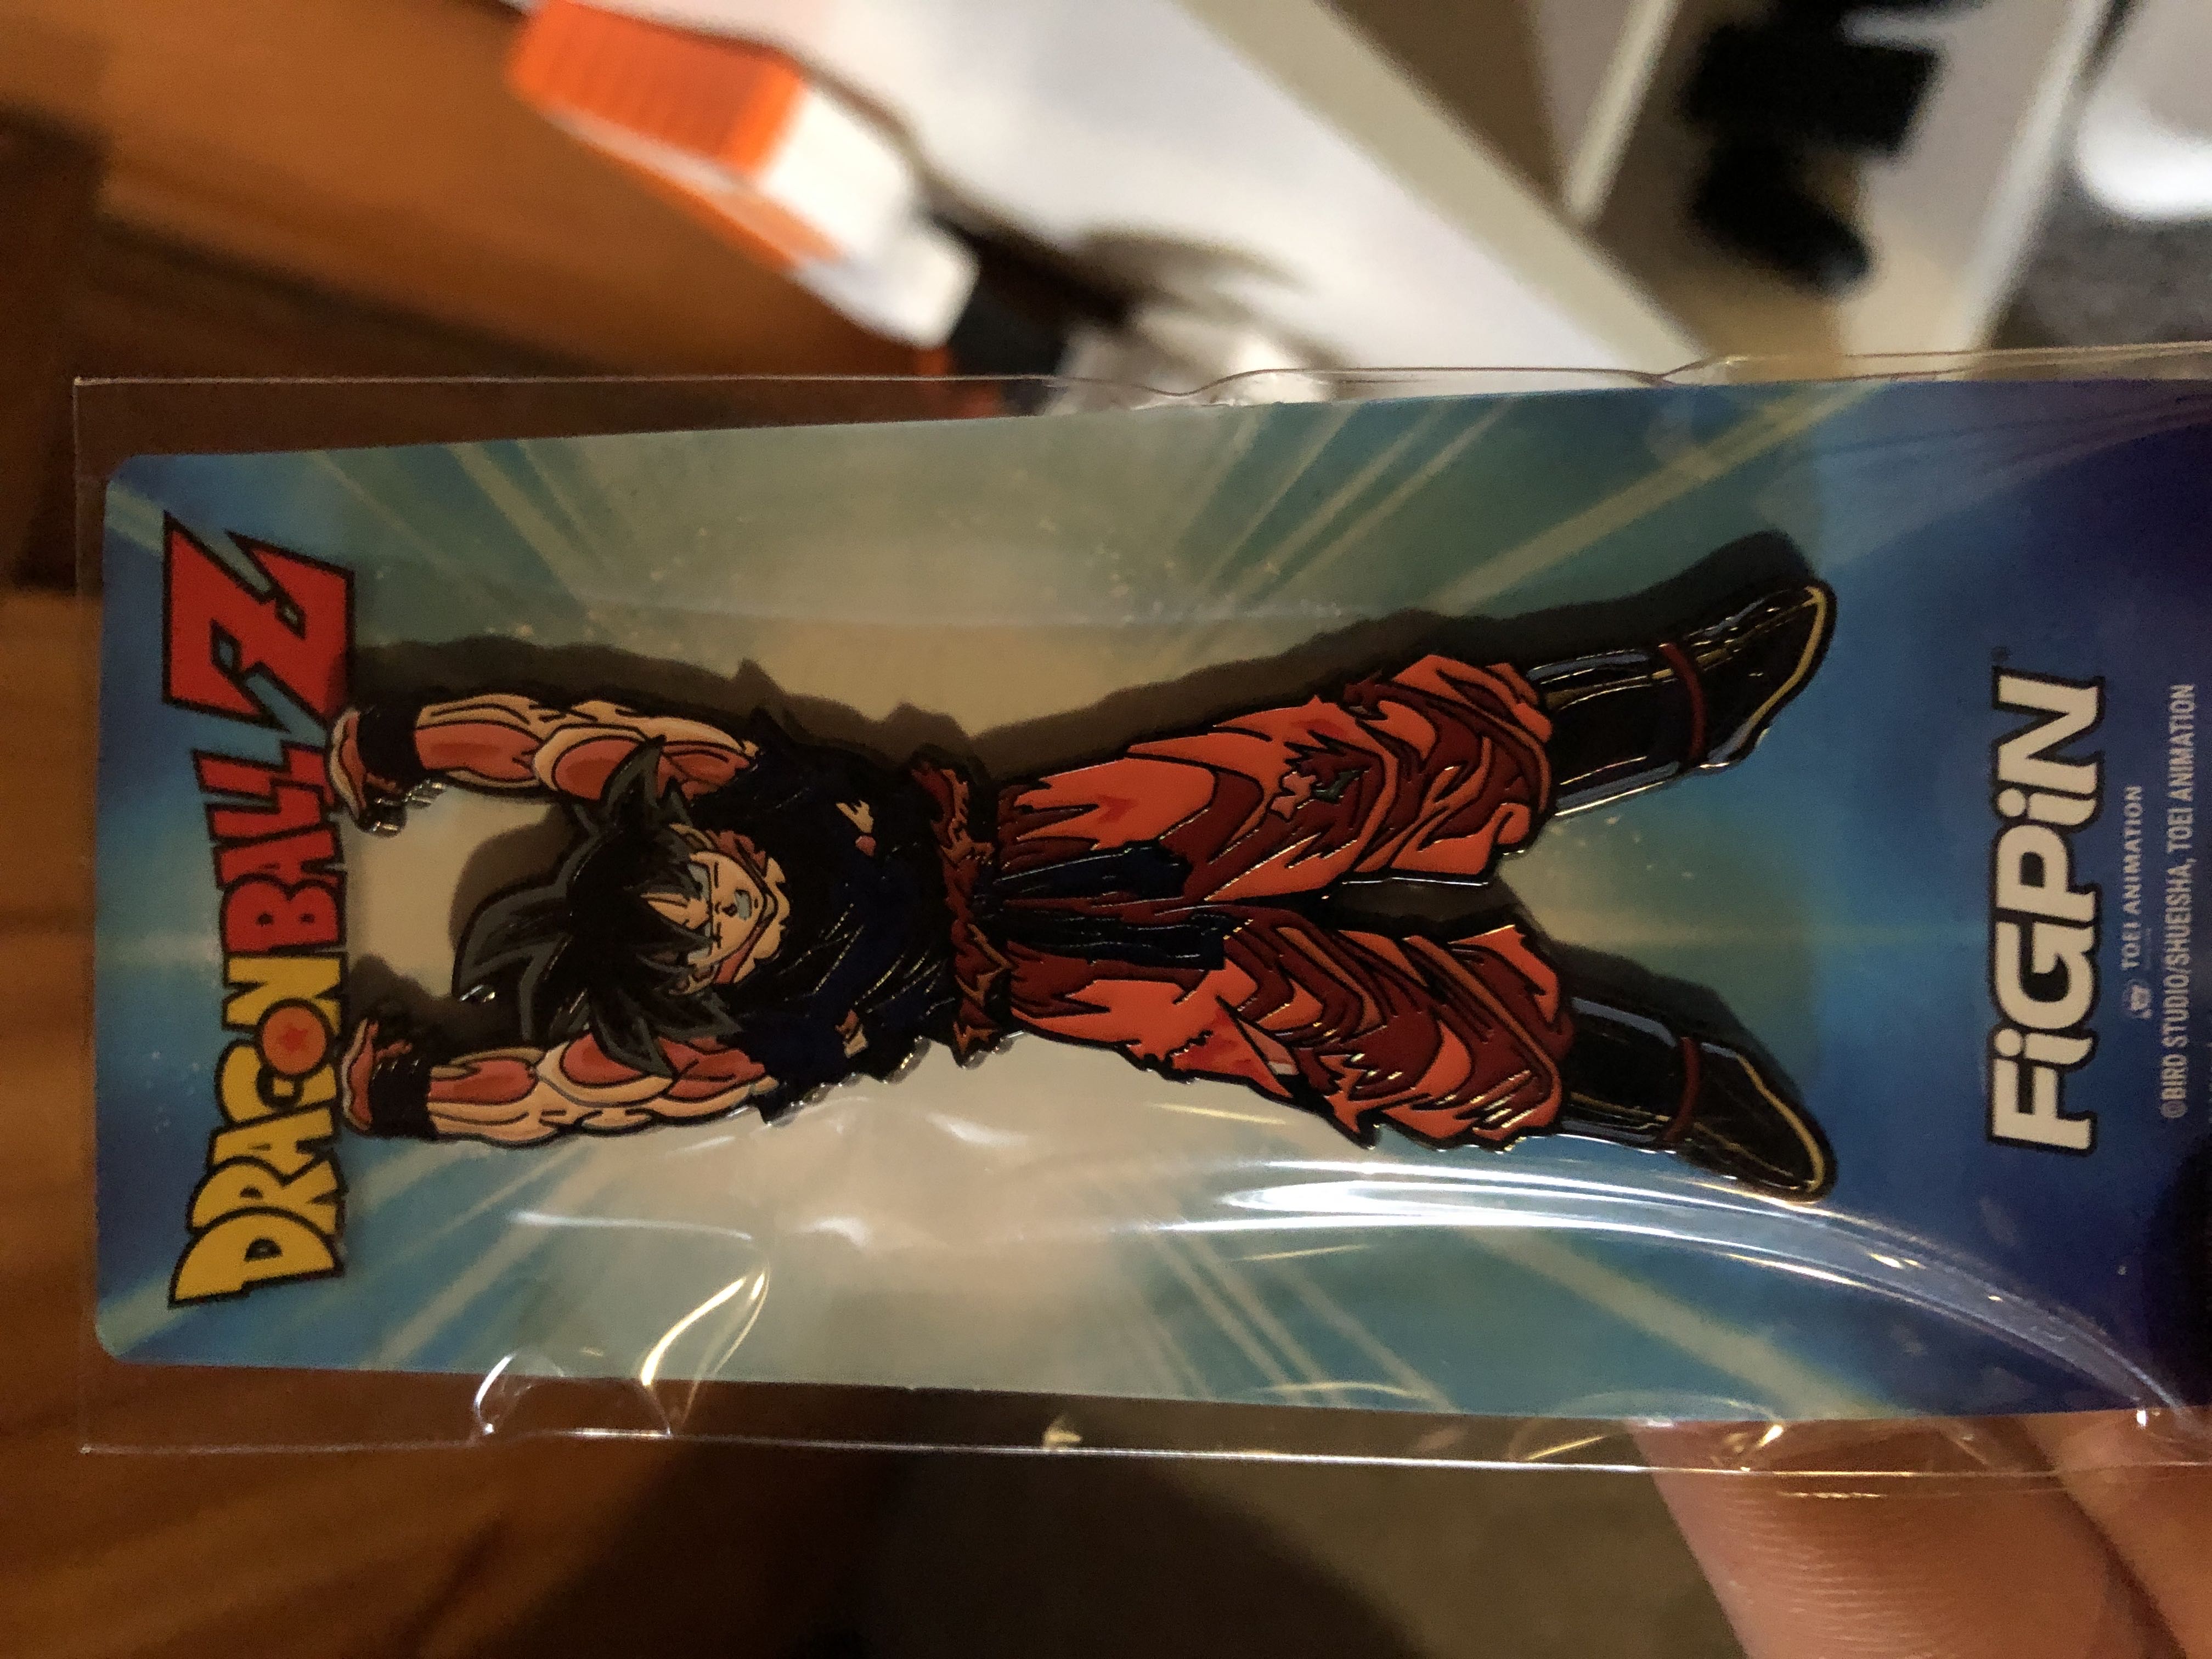 DRAGON BALL Z
FiGPiN®
TOEI ANIMATION
©BIRD STUDIO/SHUEISHA, TOEI ANIMATION